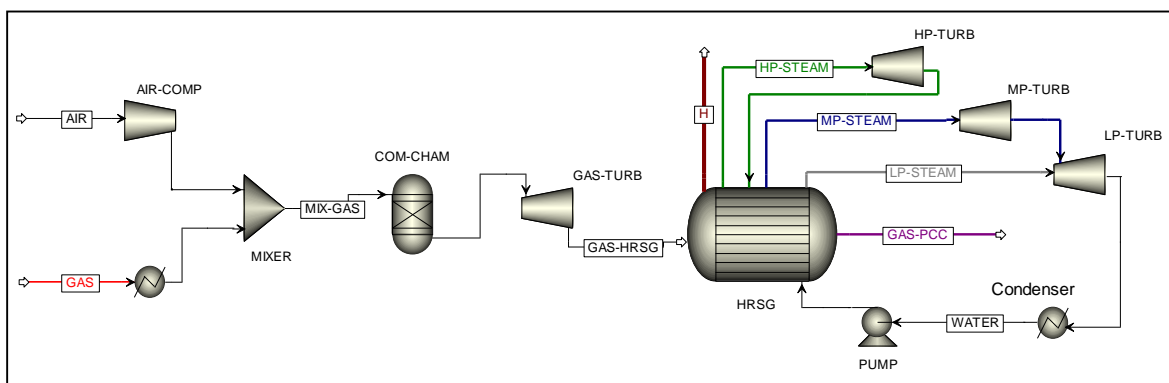 HP-TURB
HP-STEAM
MP-TURB
AIR-COMP
H
AIR
MP-STEAM
LP-TURB
COM-CHAM
GAS-TURB
LP-STEAM
MIX-GAS
GAS-PCC
GAS-HRSG
MIXER
GAS
Condenser
HRSG
WATER
PUMP